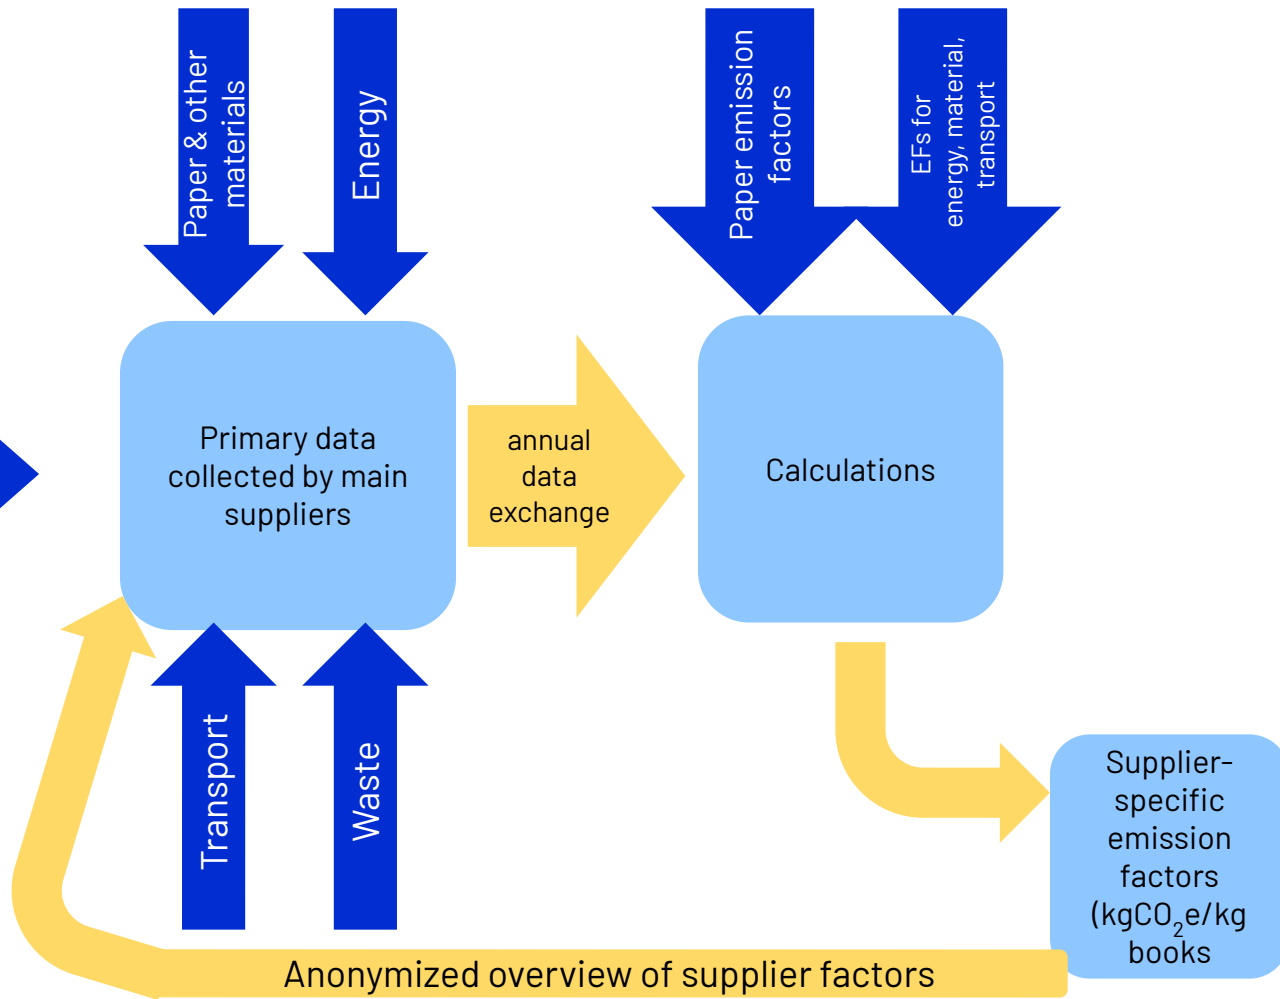 Paper & other
materials
Energy
Paper emission
factors
EFs for
energy, material,
transport
Primary data
collected by main
suppliers
annual
data
exchange
Calculations
Transport
Waste
Supplier-
specific
emission
factors
(kgCO₂e/kg
books
Anonymized overview of supplier factors